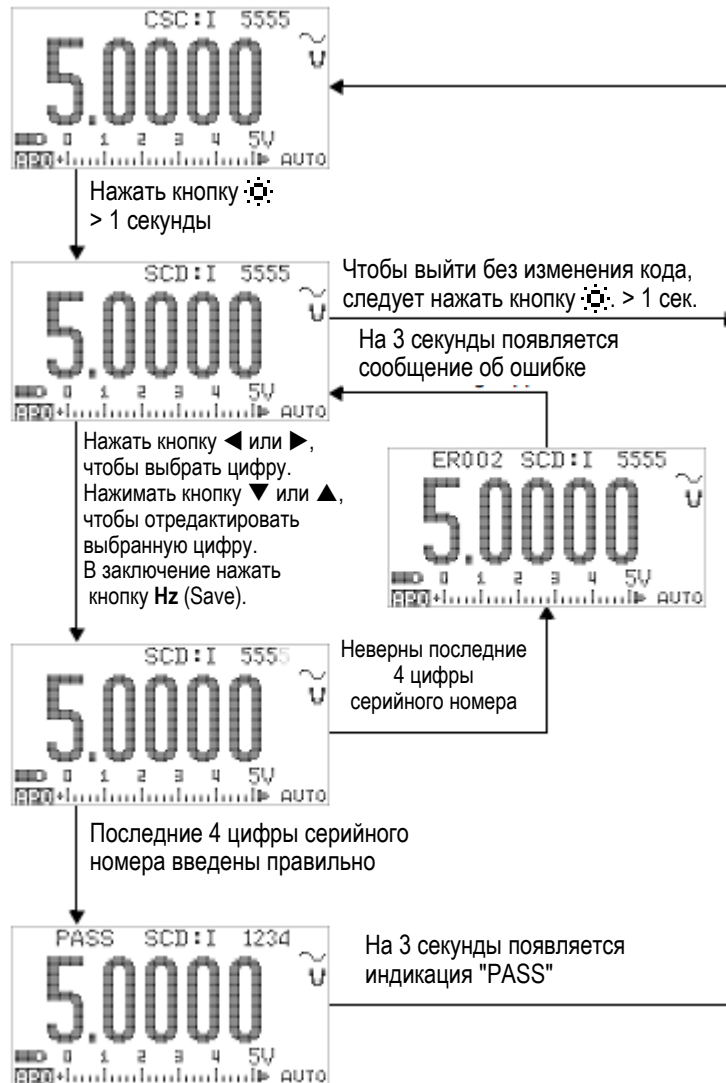 CSC:I 5555
5.0000
0 1 2 3 4 5V
APO AUTO
Нажать кнопку
> 1 секунды
SCD:I 5555
5.0000
0 1 2 3 4 5V
APO AUTO
Чтобы выйти без изменения кода,
следует нажать кнопку . > 1 сек.
На 3 секунды появляется
сообщение об ошибке
Нажать кнопку ◀ или ▶,
чтобы выбрать цифру.
Нажимать кнопку ▼ или ▲,
чтобы отредактировать
выбранную цифру.
В заключение нажать
кнопку Hz (Save).
ER002 SCD:I 5555
5.0000
0 1 2 3 4 5V
APO AUTO
SCD:I 5555
5.0000
0 1 2 3 4 5V
APO AUTO
Неверны последние
4 цифры
серийного номера
Последние 4 цифры серийного
номера введены правильно
PASS SCD:I 1234
5.0000
0 1 2 3 4 5V
APO AUTO
На 3 секунды появляется
индикация "PASS"